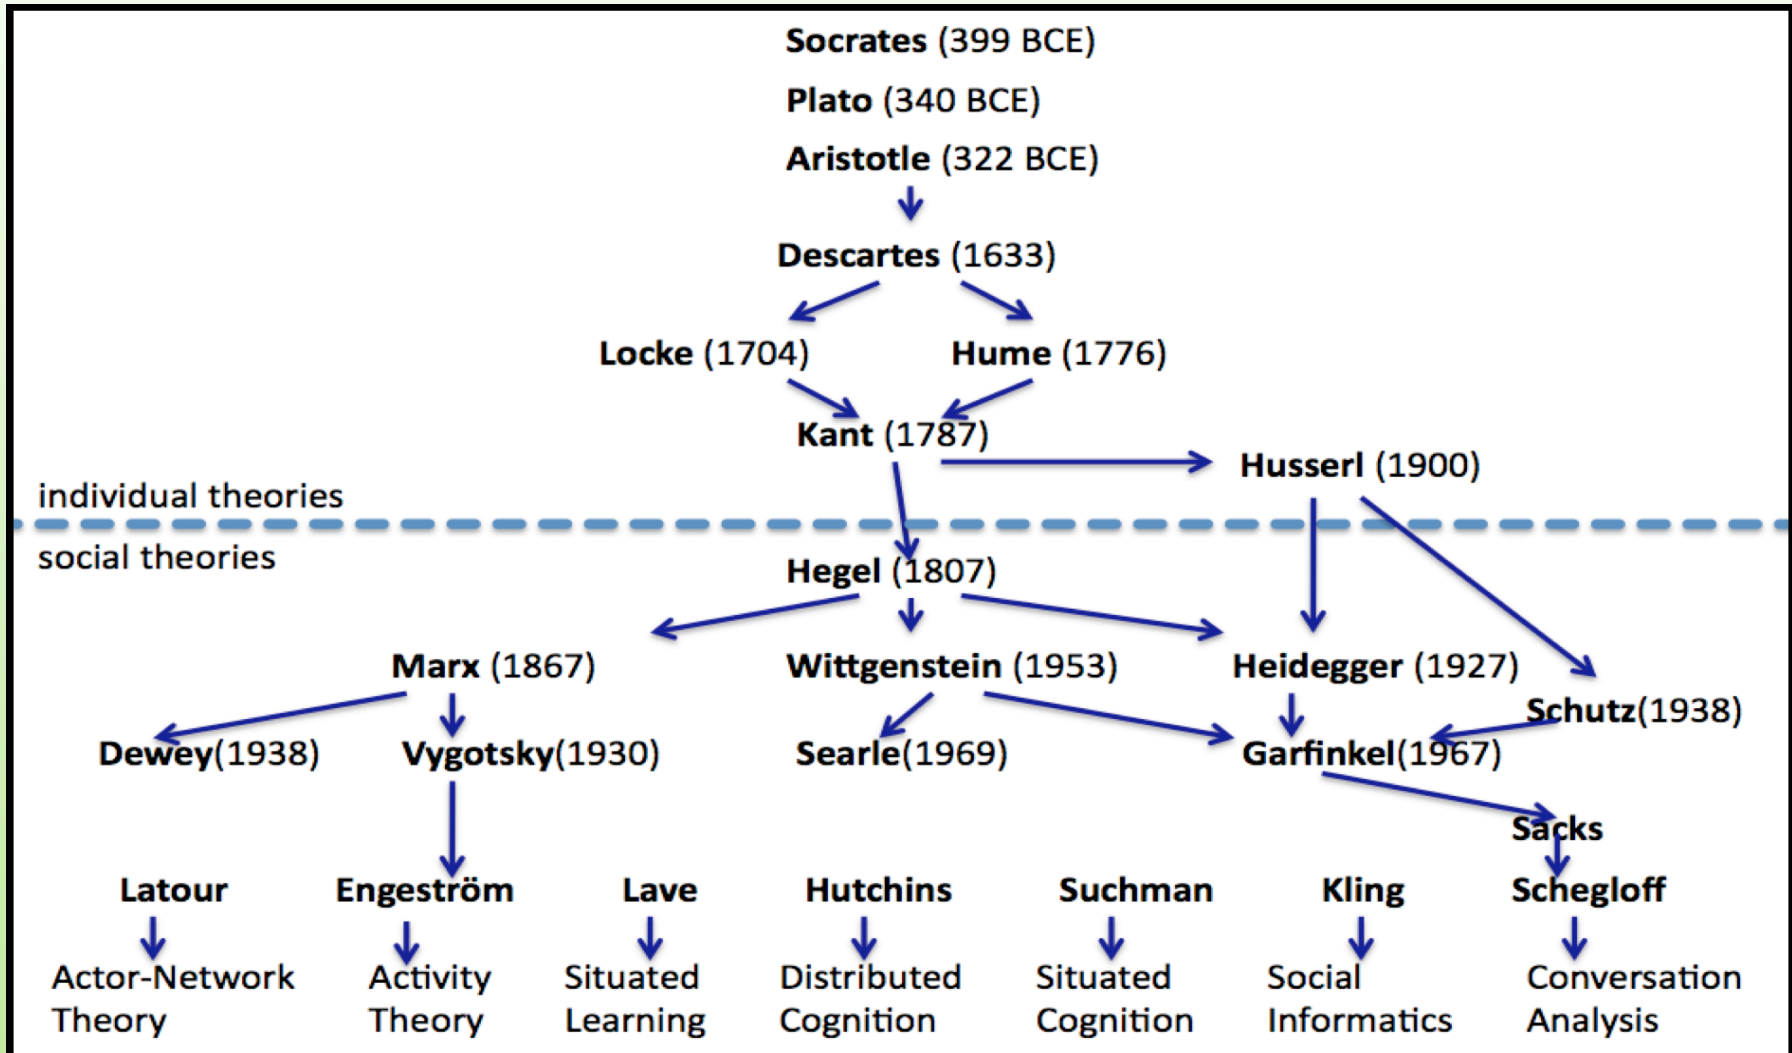 Socrates (399 BCE)
Plato (340 BCE)
Aristotle (322 BCE)
Descartes (1633)
Locke (1704)
Hume (1776)
Kant (1787)
Husserl (1900)
individual theories
social theories
Hegel (1807)
Marx (1867)
Wittgenstein (1953)
Heidegger (1927)
Schutz(1938)
Dewey(1938)
Vygotsky(1930)
Searle(1969)
Garfinkel(1967)
Sacks
Latour
Engeström
Lave
Hutchins
Suchman
Kling
Schegloff
Actor-Network
Theory
Activity
Theory
Situated
Learning
Distributed
Cognition
Situated
Cognition
Social
Informatics
Conversation
Analysis